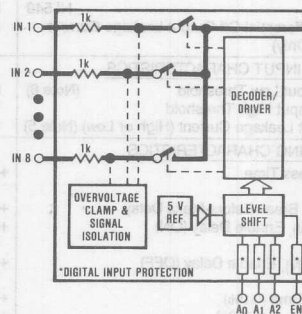 IN 1
1k
IN 2
1k
DECODER/
DRIVER
IN 8
1k
OVERVOLTAGE
CLAMP &
SIGNAL
ISOLATION
5 V
REF
LEVEL
SHIFT
*DIGITAL INPUT PROTECTION
* * * *
A0 A1 A2 EN